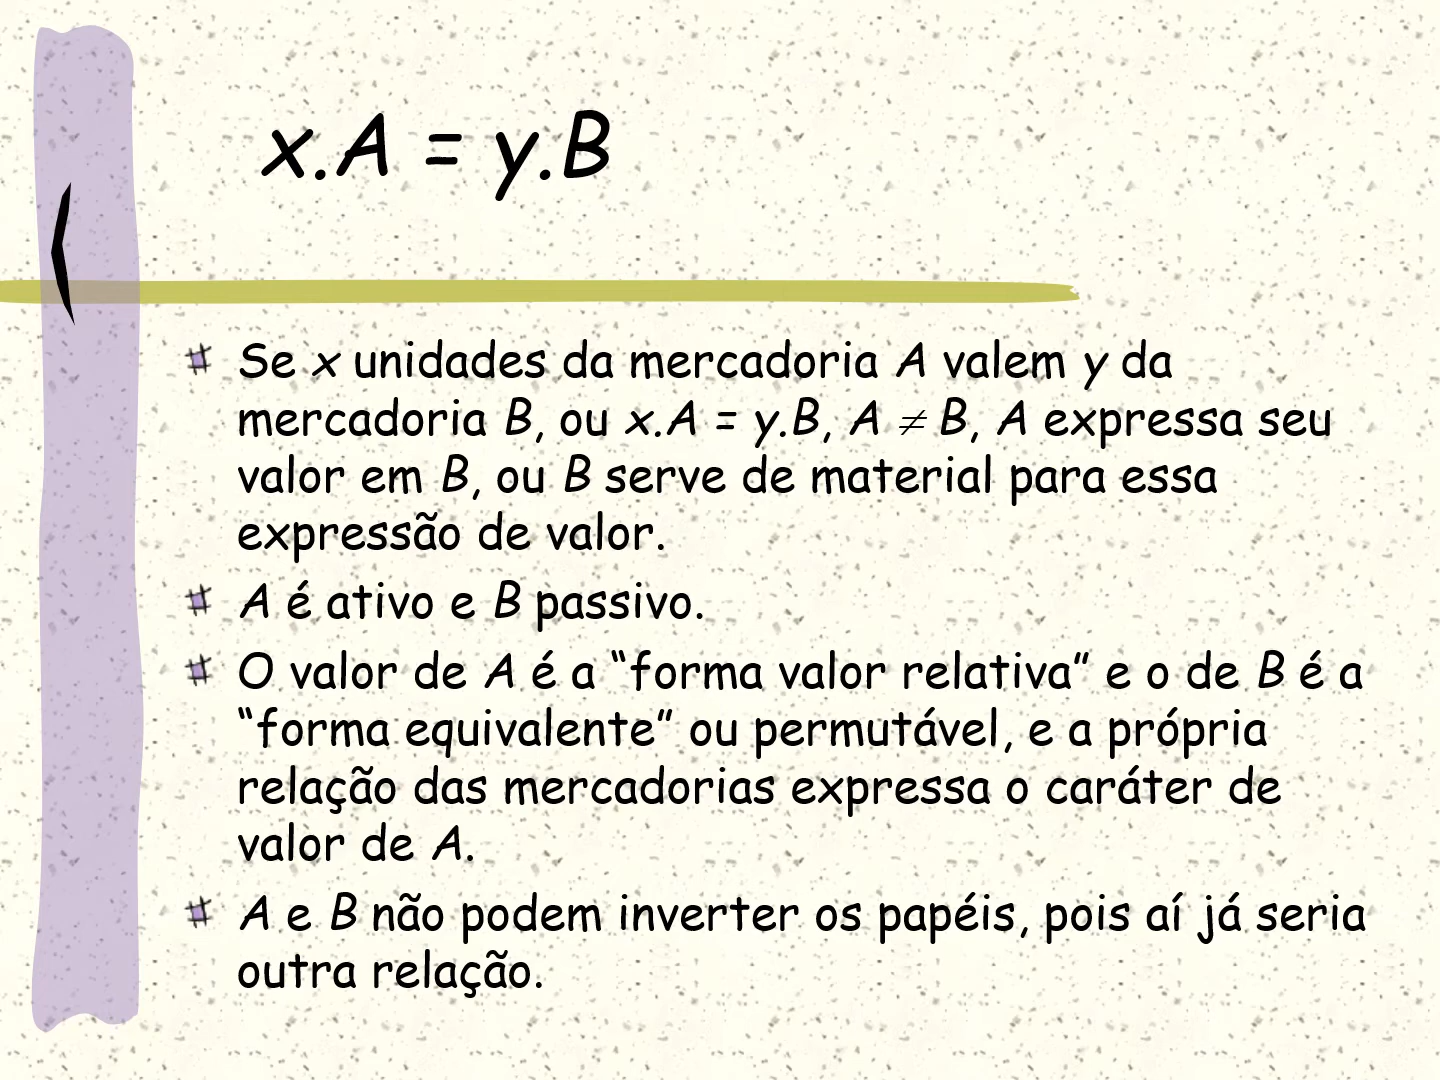 x.A = y.B
Se x unidades da mercadoria A valem y da
mercadoria B, ou x.A = y.B, A ≠ B, A expressa seu
valor em B, ou B serve de material para essa
expressão de valor.
A é ativo e B passivo.
O valor de A é a “forma valor relativa” e o de B é a
“forma equivalente” ou permutável, e a própria
relação das mercadorias expressa o caráter de
valor de A.
A e B não podem inverter os papéis, pois aí já seria
outra relação.